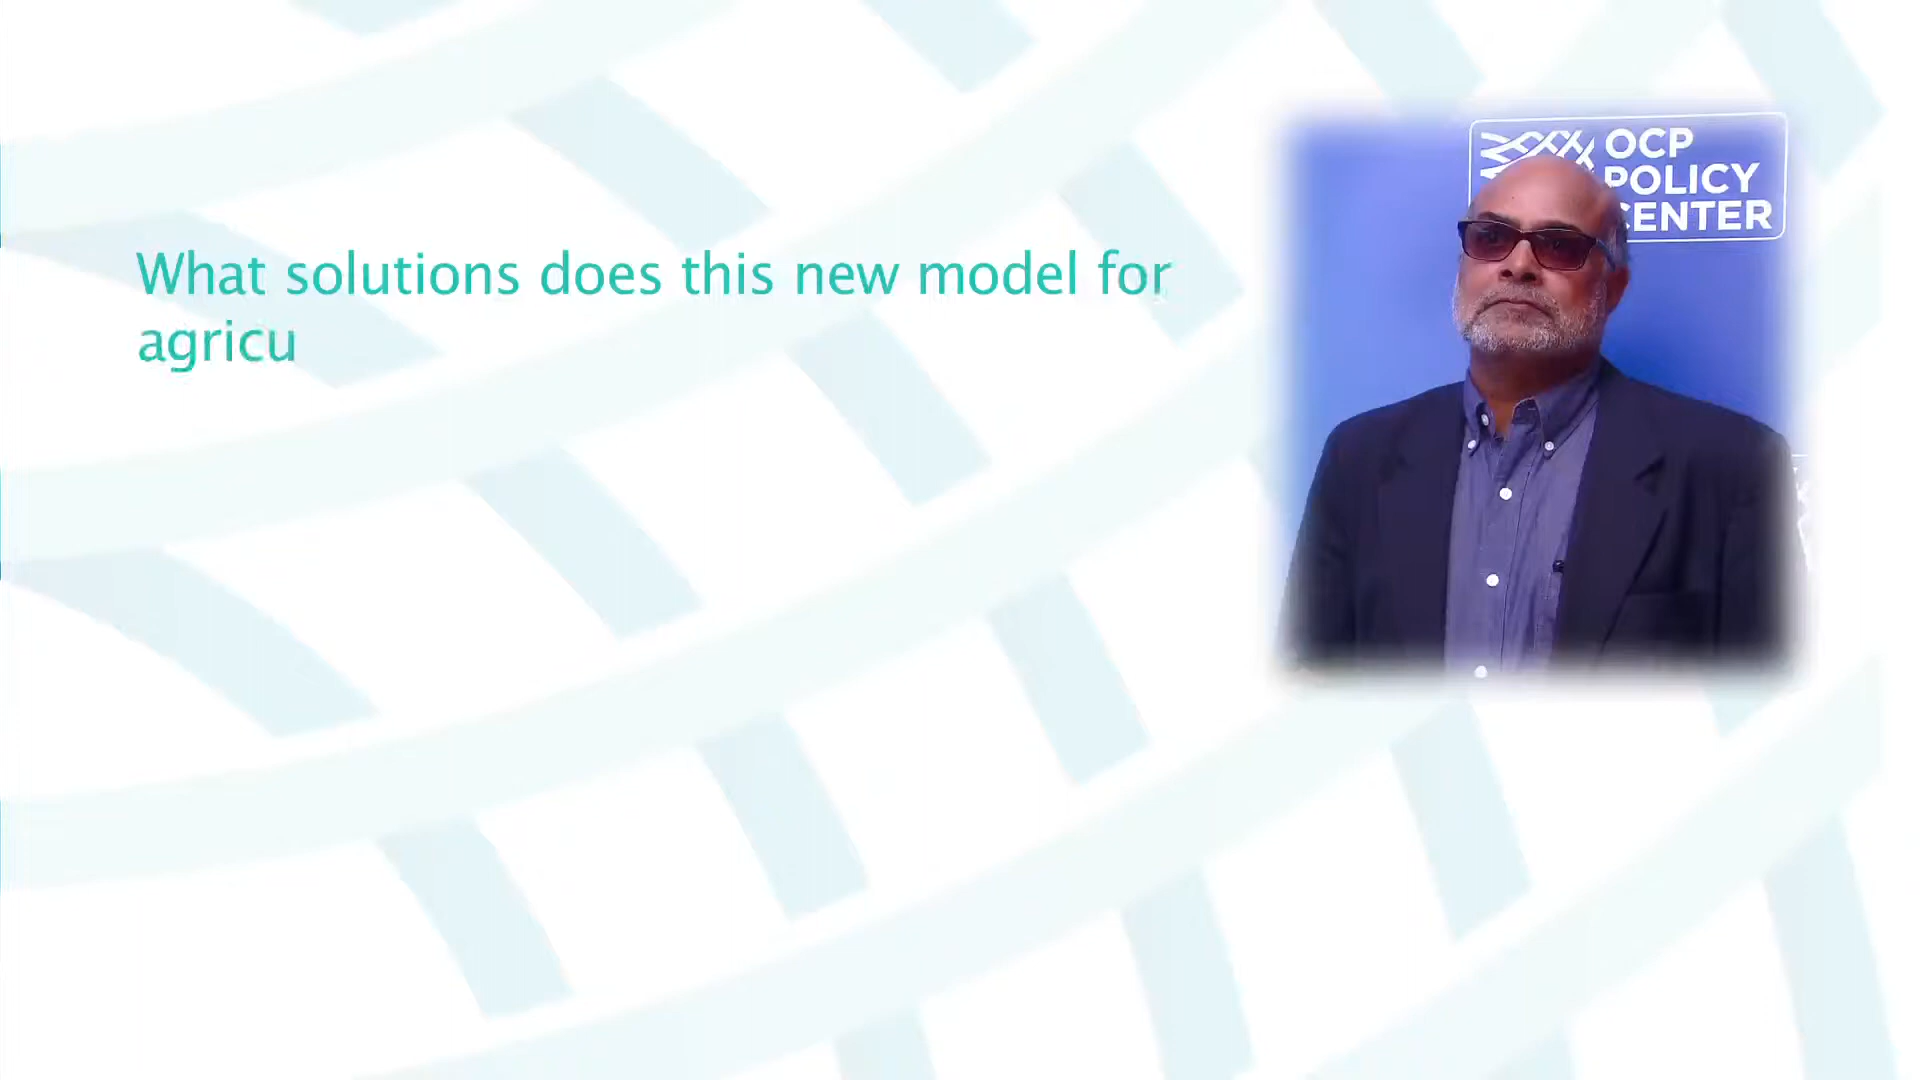 What solutions does this new model for
agricu
OCP
POLICY
CENTER